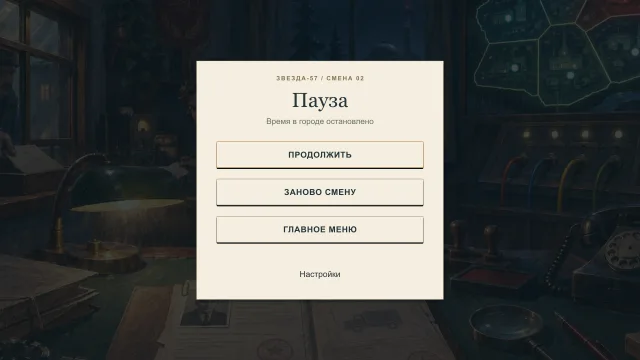 ЗВЕЗДА-57 / СМЕНА 02
Пауза
Время в городе остановлено
ПРОДОЛЖИТЬ
ЗАНОВО СМЕНУ
ГЛАВНОЕ МЕНЮ
Настройки